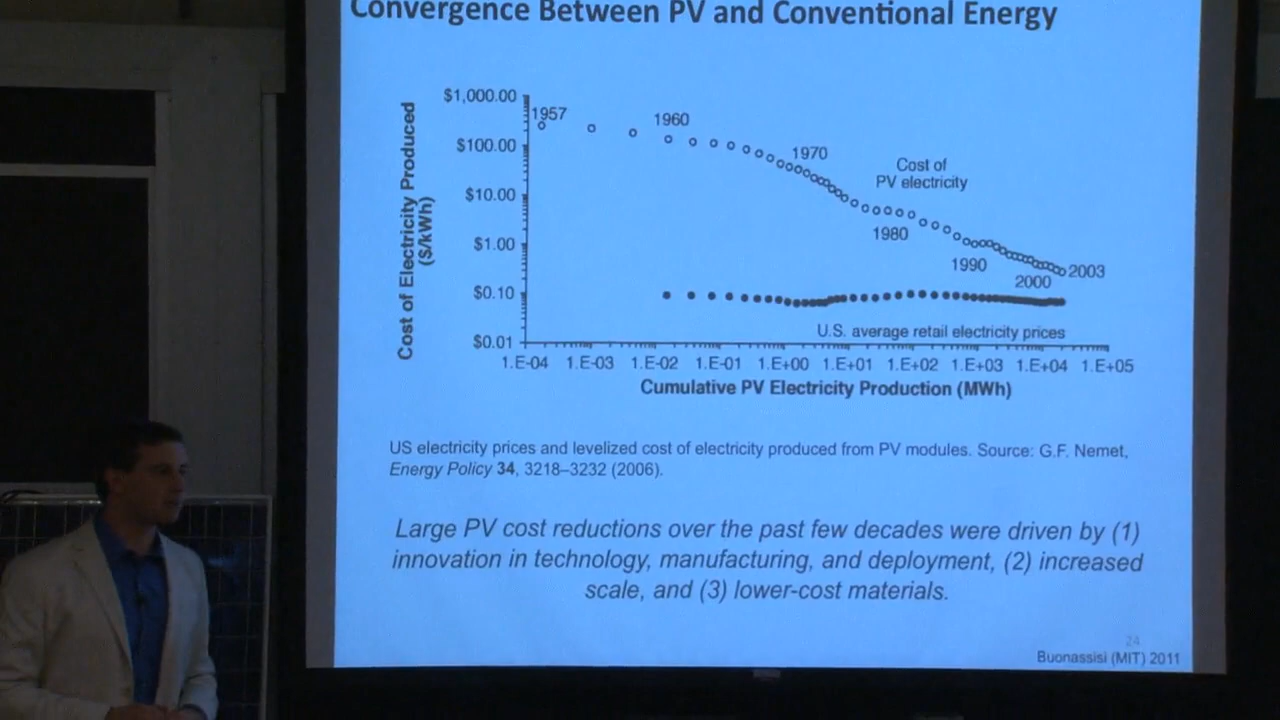 Convergence Between PV and Conventional Energy
Cost of Electricity Produced
($/kWh)
$1,000.00
$100.00
$10.00
$1.00
$0.10
$0.01
1957
1960
1970
Cost of
PV electricity
1980
1990
2000
2003
U.S. average retail electricity prices
1.E-04 1.E-03 1.E-02 1.E-01 1.E+00 1.E+01 1.E+02 1.E+03 1.E+04 1.E+05
Cumulative PV Electricity Production (MWh)
US electricity prices and levelized cost of electricity produced from PV modules. Source: G.F. Nemet,
Energy Policy 34, 3218–3232 (2006).
Large PV cost reductions over the past few decades were driven by (1)
innovation in technology, manufacturing, and deployment, (2) increased
scale, and (3) lower-cost materials.
24
Buonassisi (MIT) 2011